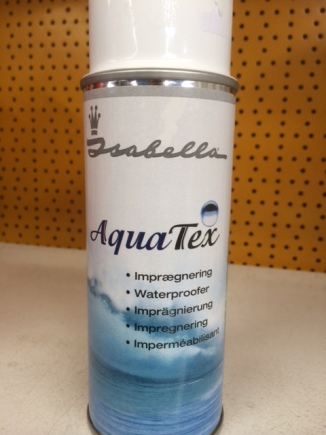 Isabella
AquaTex
• Imprægnering
• Waterproofer
• Imprägnierung
• Impregnering
• Imperméabilisant